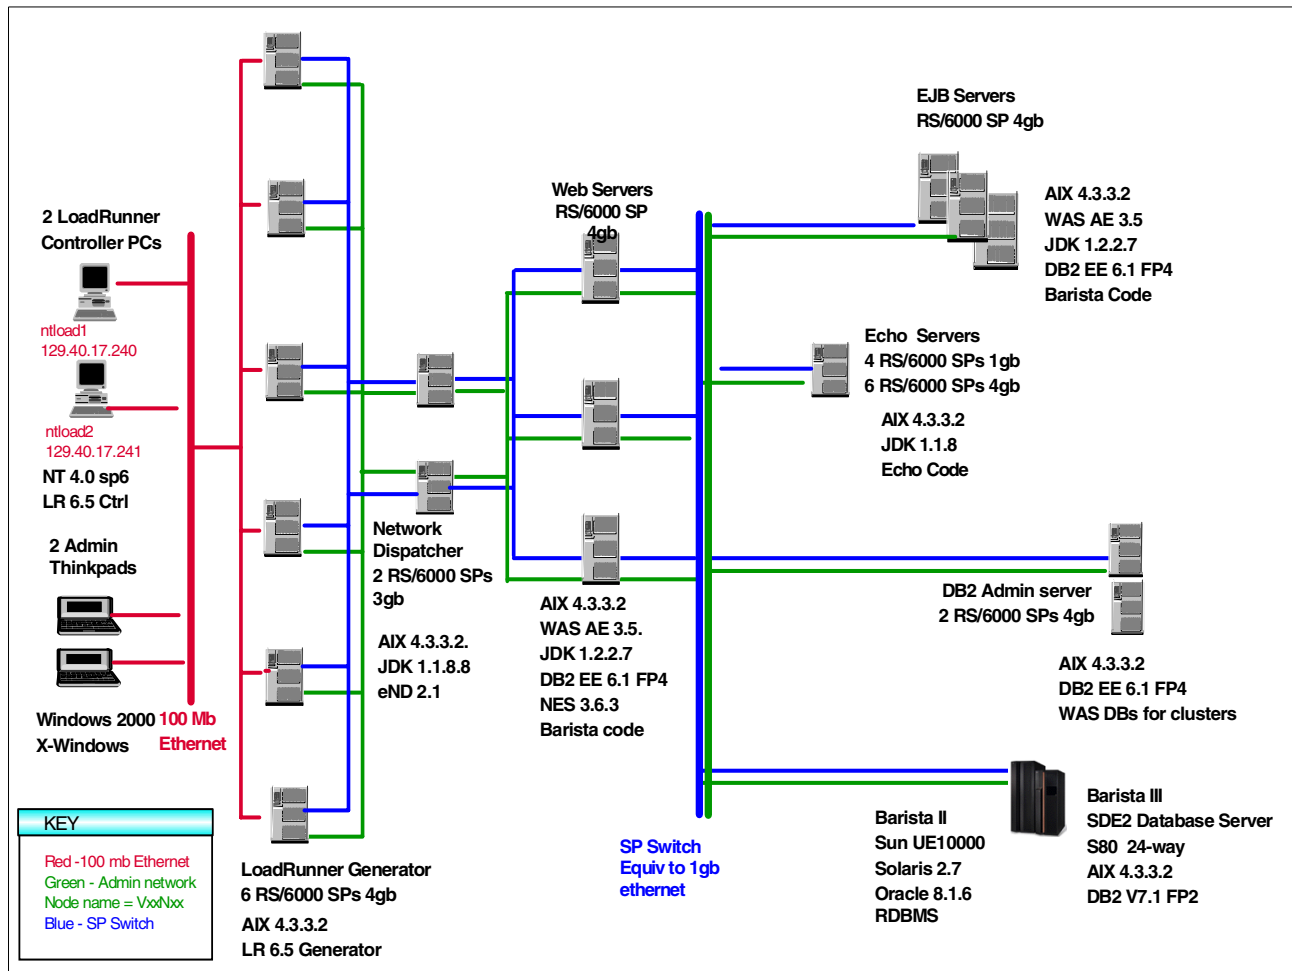 EJB Servers
RS/6000 SP 4gb
AIX 4.3.3.2
WAS AE 3.5
JDK 1.2.2.7
DB2 EE 6.1 FP4
Barista Code
Web Servers
RS/6000 SP
4gb
2 LoadRunner
Controller PCs
ntload1
129.40.17.240
ntload2
129.40.17.241
NT 4.0 sp6
LR 6.5 Ctrl
2 Admin
Thinkpads
Windows 2000
X-Windows
100 Mb
Ethernet
Echo Servers
4 RS/6000 SPs 1gb
6 RS/6000 SPs 4gb
AIX 4.3.3.2
JDK 1.1.8
Echo Code
Network
Dispatcher
2 RS/6000 SPs
3gb
AIX 4.3.3.2.
JDK 1.1.8.8
eND 2.1
AIX 4.3.3.2
WAS AE 3.5.
JDK 1.2.2.7
DB2 EE 6.1 FP4
NES 3.6.3
Barista code
DB2 Admin server
2 RS/6000 SPs 4gb
AIX 4.3.3.2
DB2 EE 6.1 FP4
WAS DBs for clusters
KEY
Red -100 mb Ethernet
Green - Admin network
Node name = VxxNxx
Blue - SP Switch
LoadRunner Generator
6 RS/6000 SPs 4gb
AIX 4.3.3.2
LR 6.5 Generator
SP Switch
Equiv to 1gb
ethernet
Barista II
Sun UE10000
Solaris 2.7
Oracle 8.1.6
RDBMS
Barista III
SDE2 Database Server
S80 24-way
AIX 4.3.3.2
DB2 V7.1 FP2